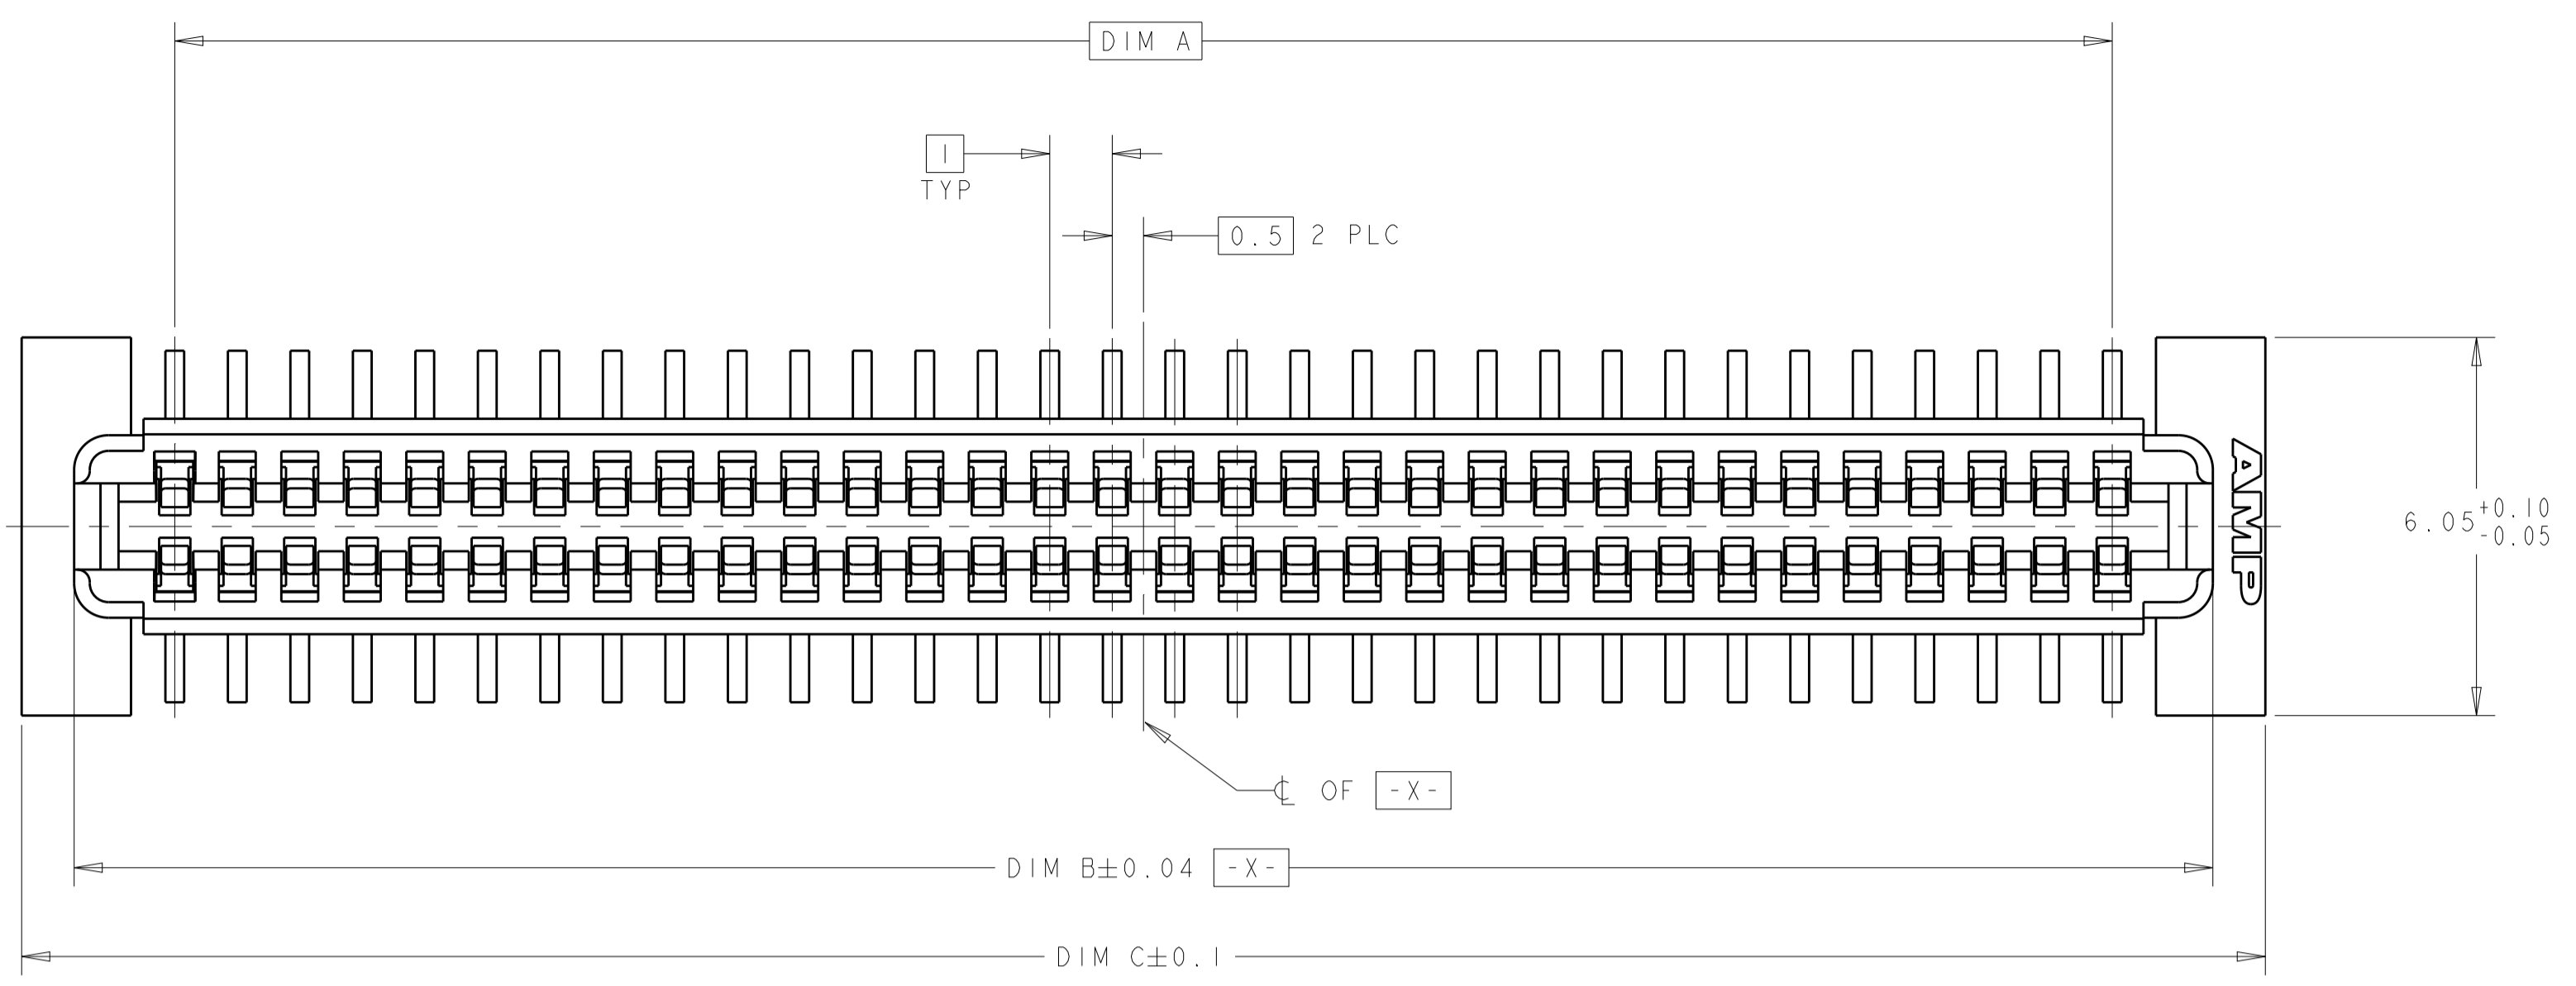 DIM A
1
TYP
0.5 2 PLC
AMP
6.05 +0.10
-0.05
℄ OF -X-
DIM B±0.04 -X-
DIM C±0.1